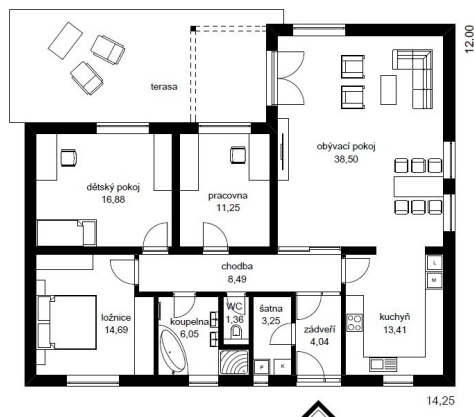 12.00
terasa
obývací pokoj
38,50
dětský pokoj
16,88
pracovna
11,25
chodba
8,49
L
M
ložnice
14,69
koupelna
6,05
WC
1,36
šatna
3,25
zádveří
4,04
kuchyň
13,41
P
K
14,25